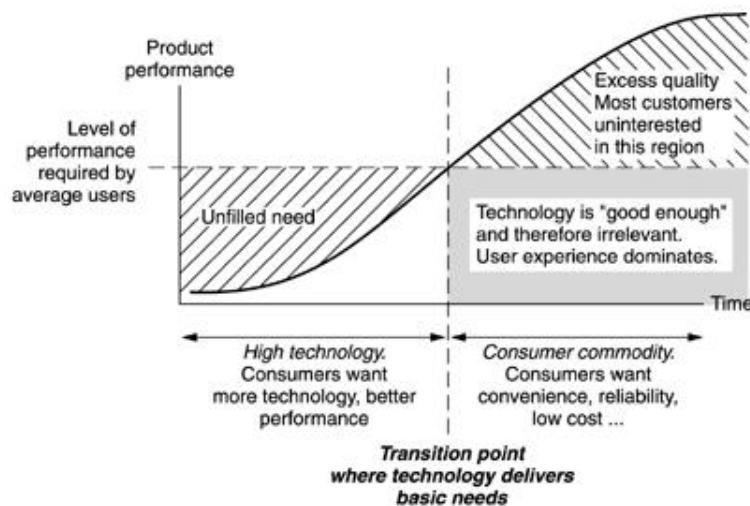 Product
performance
Level of
performance
required by
average users
Unfilled need
Excess quality
Most customers
uninterested
in this region
Technology is "good enough"
and therefore irrelevant.
User experience dominates.
Time
High technology.
Consumers want
more technology, better
performance
Consumer commodity.
Consumers want
convenience, reliability,
low cost ...
Transition point
where technology delivers
basic needs